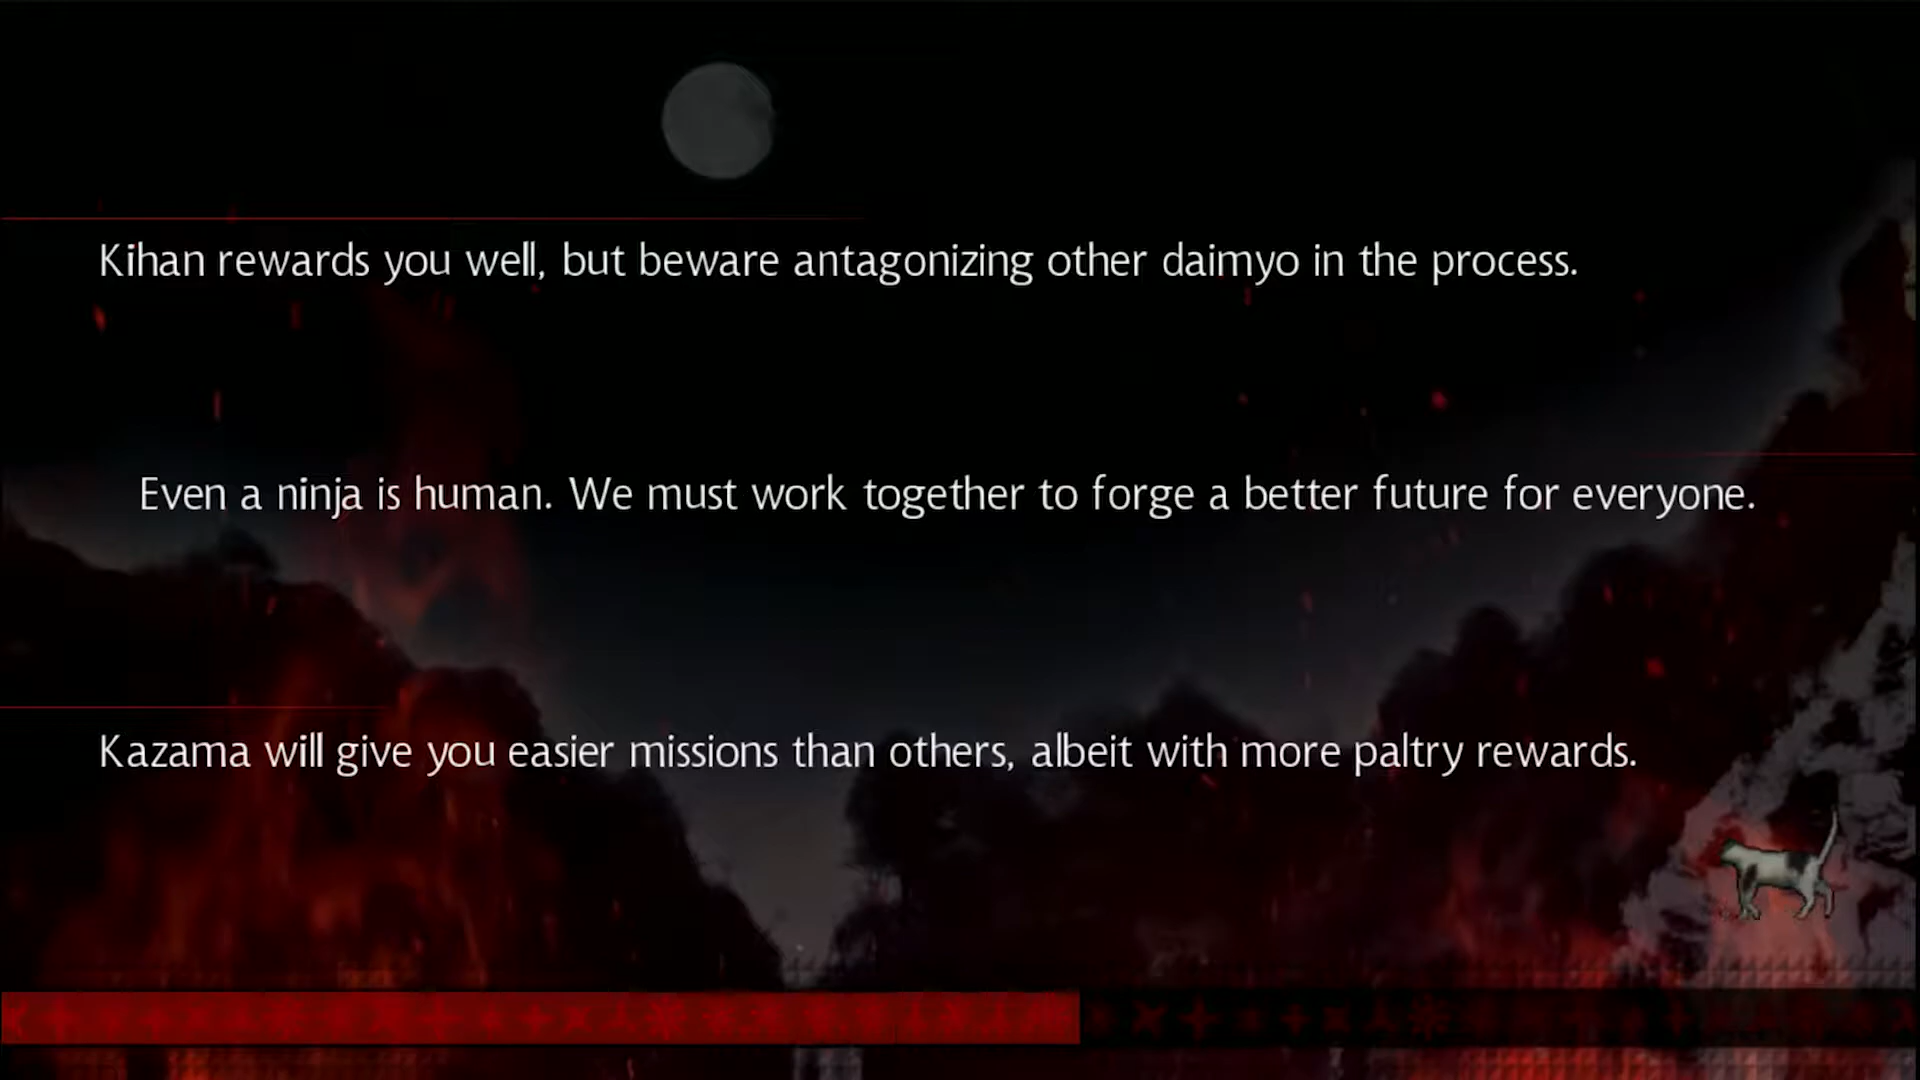 Kihan rewards you well, but beware antagonizing other daimyo in the process.
Even a ninja is human. We must work together to forge a better future for everyone.
Kazama will give you easier missions than others, albeit with more paltry rewards.